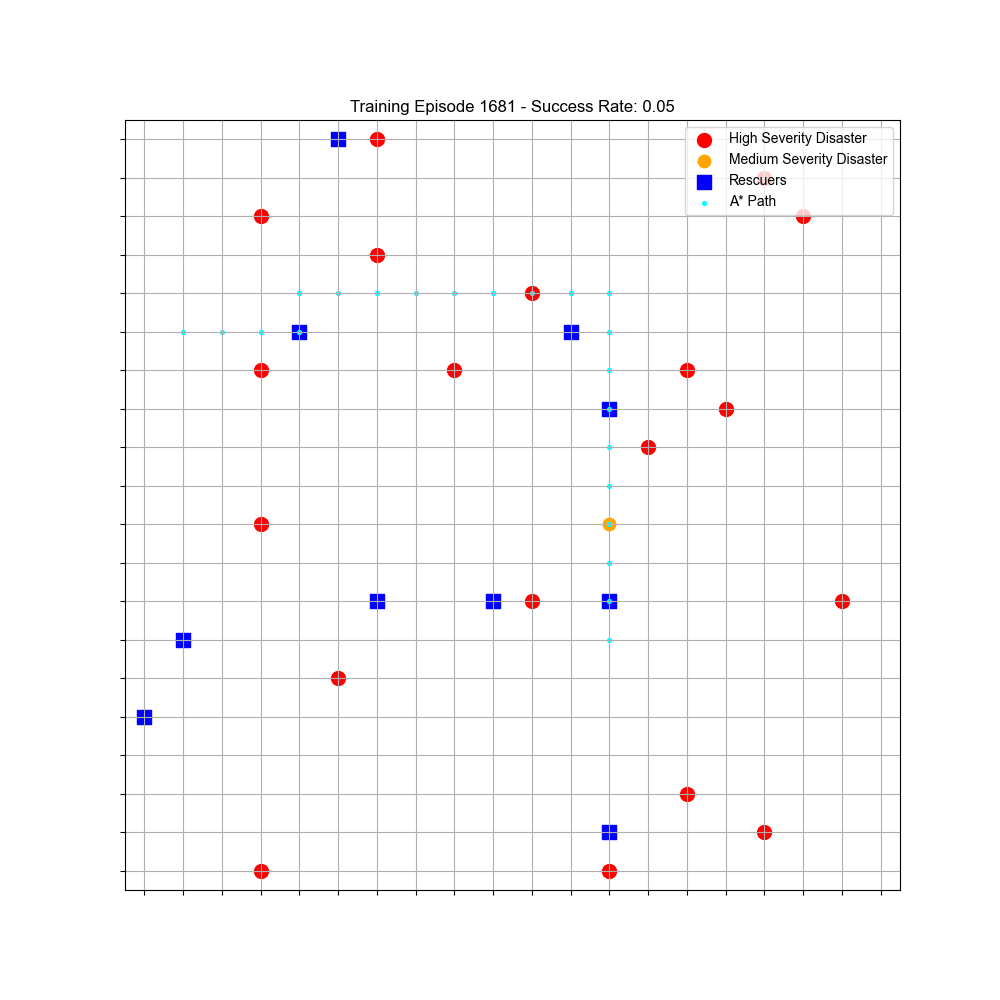 Training Episode 1681 - Success Rate: 0.05
High Severity Disaster
Medium Severity Disaster
Rescuers
A* Path